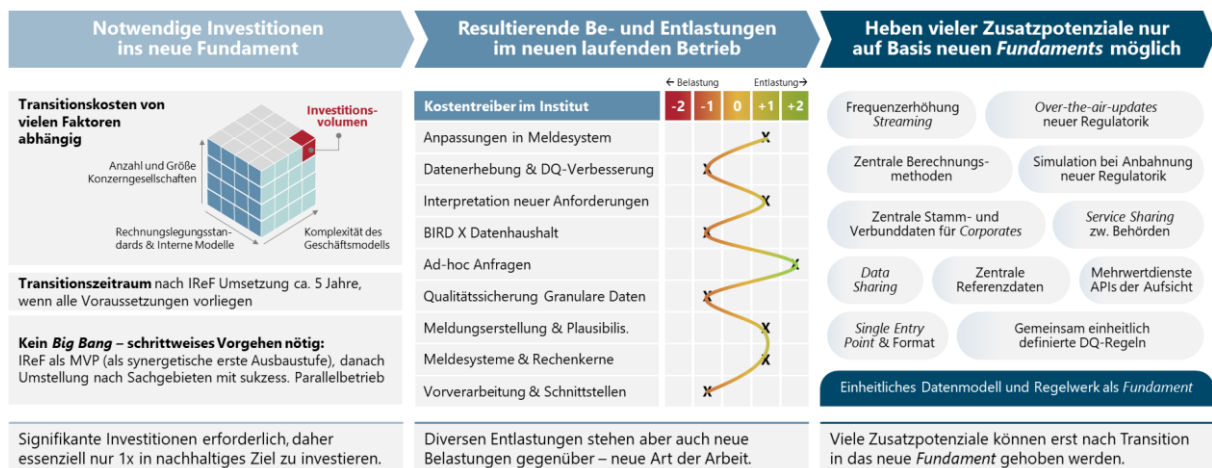 Notwendige Investitionen
ins neue Fundament
Transitionskosten von
vielen Faktoren
abhängig
Investitions-
volumen
Anzahl und Größe
Konzerngesellschaften
Rechnungslegungsstan-
dards & Interne Modelle
Komplexität des
Geschäftsmodells
Transitionszeitraum nach IReF Umsetzung ca. 5 Jahre,
wenn alle Voraussetzungen vorliegen
Kein Big Bang – schrittweises Vorgehen nötig:
IReF als MVP (als synergetische erste Ausbaustufe), danach
Umstellung nach Sachgebieten mit sukzess. Parallelbetrieb
Signifikante Investitionen erforderlich, daher
essenziell nur 1x in nachhaltiges Ziel zu investieren.
Resultierende Be- und Entlastungen
im neuen laufenden Betrieb
← Belastung Entlastung→
Kostentreiber im Institut -2 -1 0 +1 +2
Anpassungen in Meldesystem X
Datenerhebung & DQ-Verbesserung X
Interpretation neuer Anforderungen X
BIRD X Datenhaushalt X
Ad-hoc Anfragen X
Qualitätssicherung Granulare Daten X
Meldungserstellung & Plausibilis. X
Meldesysteme & Rechenkerne X
Vorverarbeitung & Schnittstellen X
Diversen Entlastungen stehen aber auch neue
Belastungen gegenüber – neue Art der Arbeit.
Heben vieler Zusatzpotenziale nur
auf Basis neuen Fundaments möglich
Frequenzerhöhung
Streaming
Over-the-air-updates
neuer Regulatorik
Zentrale Berechnungs-
methoden
Simulation bei Anbahnung
neuer Regulatorik
Zentrale Stamm- und
Verbunddaten für Corporates
Service Sharing
zw. Behörden
Data
Sharing
Zentrale
Referenzdaten
Mehrwertdienste
APIs der Aufsicht
Single Entry
Point & Format
Gemeinsam einheitlich
definierte DQ-Regeln
Einheitliches Datenmodell und Regelwerk als Fundament
Viele Zusatzpotenziale können erst nach Transition
in das neue Fundament gehoben werden.